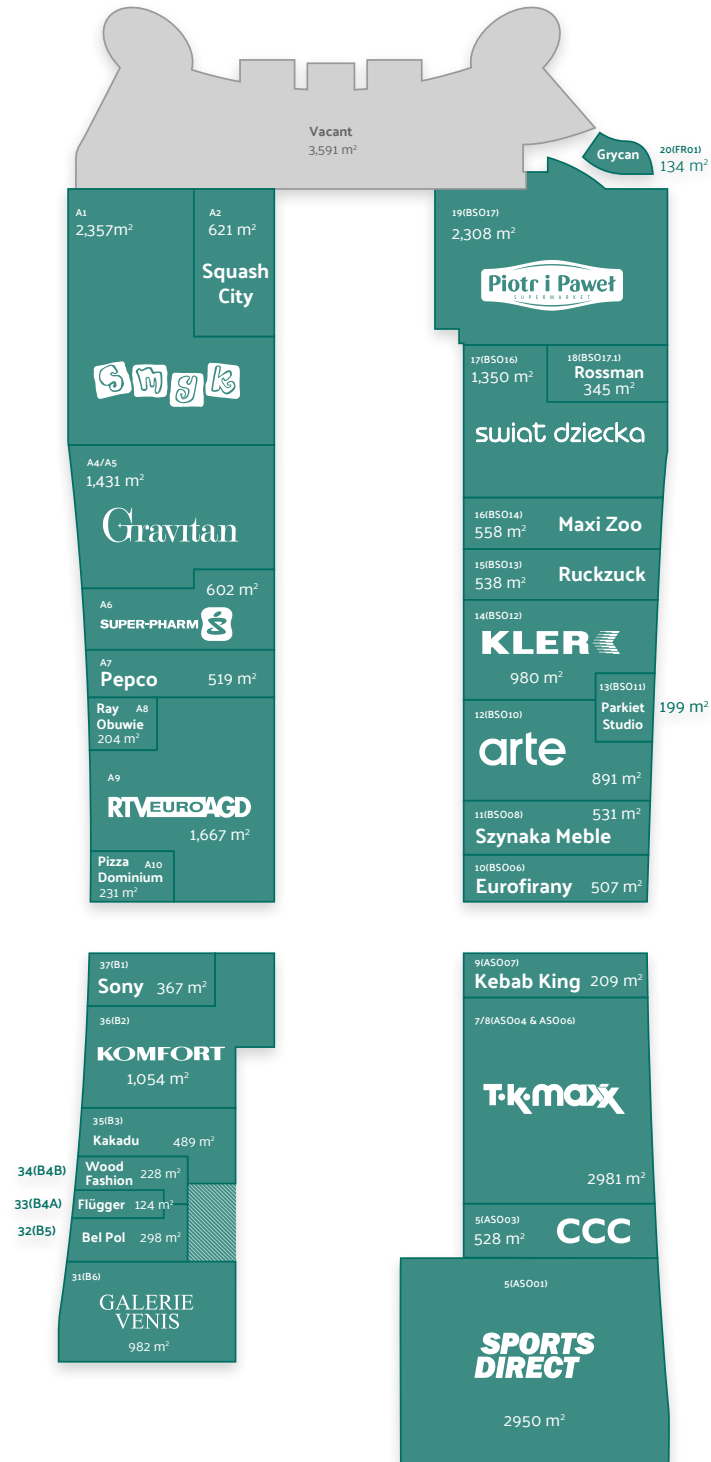 Vacant
3,591 m²
Grycan
20(FR01)
134 m²
A1
2,357m²
A2
621 m²
Squash
City
smyk
A4/A5
1,431 m²
Gravitan
602 m²
A6
SUPER-PHARM
A7
Pepco 519 m²
Ray A8
Obuwie
204 m²
A9
RTV EURO AGD
1,667 m²
Pizza A10
Dominium
231 m²
19(BSO17)
2,308 m²
Piotr i Paweł
SUPERMARKET
17(BSO16)
1,350 m²
18(BSO17.1)
Rossman
345 m²
swiat dziecka
16(BSO14)
558 m² Maxi Zoo
15(BSO13)
538 m² Ruckzuck
14(BSO12)
KLER
980 m²
13(BSO11)
Parkiet
Studio
199 m²
12(BSO10)
arte
891 m²
11(BSO08) 531 m²
Szynaka Meble
10(BSO06)
Eurofirany 507 m²
37(B1)
Sony 367 m²
36(B2)
KOMFORT
1,054 m²
35(B3)
Kakadu 489 m²
34(B4B)
Wood
Fashion 228 m²
33(B4A)
Flügger 124 m²
32(B5)
Bel Pol 298 m²
31(B6)
GALERIE
VENIS
982 m²
9(ASO07)
Kebab King 209 m²
7/8(ASO04 & ASO06)
T·K·maxx
2981 m²
5(ASO03)
528 m² CCC
5(ASO01)
SPORTS
DIRECT
2950 m²